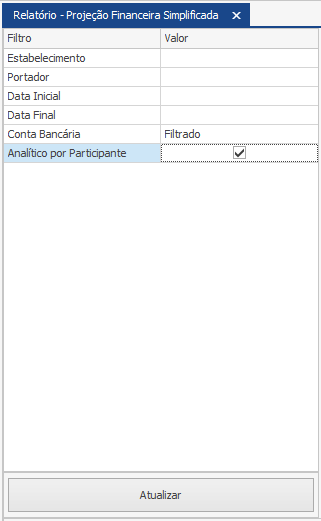 Relatório - Projeção Financeira Simplificada ×
Filtro Valor
Estabelecimento
Portador
Data Inicial
Data Final
Conta Bancária Filtrado
Analítico por Participante
Atualizar